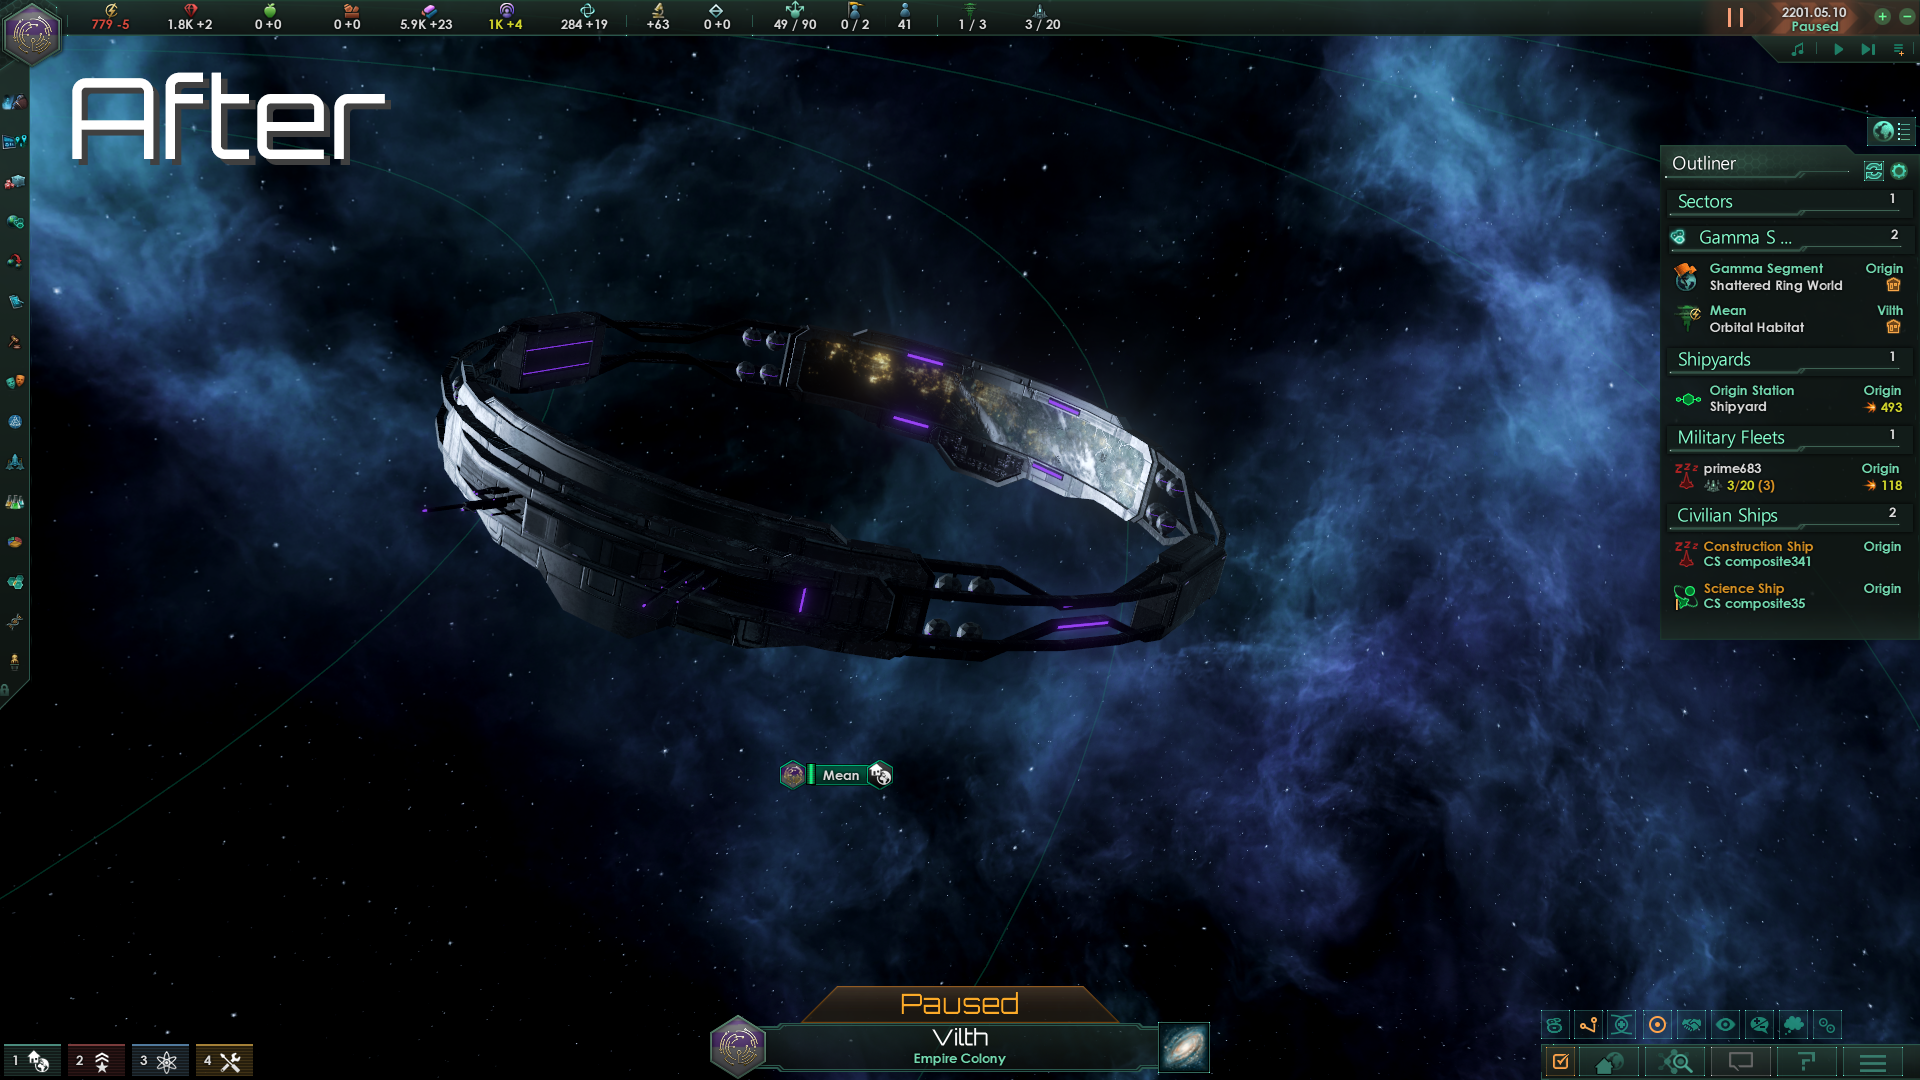 779 -5
1.8K +2
0 +0
0 +0
5.9K +23
1K +4
284 +19
+63
0 +0
49 / 90
0 / 2
41
1 / 3
3 / 20
2201.05.10
Paused
After
Outliner
Sectors 1
Gamma S ... 2
Gamma Segment Origin
Shattered Ring World
Mean Vilth
Orbital Habitat
Shipyards 1
Origin Station Origin
Shipyard 493
Military Fleets 1
prime683 Origin
3/20 (3) 118
Civilian Ships 2
Construction Ship Origin
CS composite341
Science Ship Origin
CS composite35
Mean
Paused
Vilth
Empire Colony
1 2 3 4